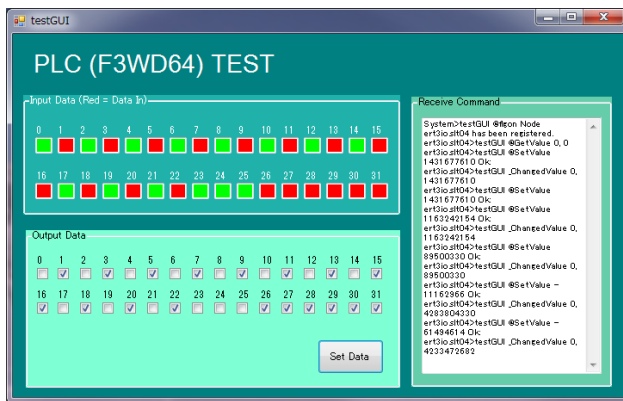 testGUI
PLC (F3WD64) TEST
Input Data (Red = Data In)
0 1 2 3 4 5 6 7 8 9 10 11 12 13 14 15
16 17 18 19 20 21 22 23 24 25 26 27 28 29 30 31
Output Data
0 1 2 3 4 5 6 7 8 9 10 11 12 13 14 15
16 17 18 19 20 21 22 23 24 25 26 27 28 29 30 31
Set Data
Receive Command
System>testGUI Node
ert3io.slt04 has been registered.
ert3io.slt04>testGUI @GetValue 0, 0
ert3io.slt04>testGUI @SetValue
1431677610 Ok:
ert3io.slt04>testGUI _ChangedValue 0,
1431677610
ert3io.slt04>testGUI @SetValue
1431677610 Ok:
ert3io.slt04>testGUI @SetValue
1163242154 Ok:
ert3io.slt04>testGUI _ChangedValue 0,
1163242154
ert3io.slt04>testGUI @SetValue
89500330 Ok:
ert3io.slt04>testGUI _ChangedValue 0,
89500330
ert3io.slt04>testGUI @SetValue -
11162966 Ok:
ert3io.slt04>testGUI _ChangedValue 0,
4283804330
ert3io.slt04>testGUI @SetValue -
61494614 Ok:
ert3io.slt04>testGUI _ChangedValue 0,
4233472682